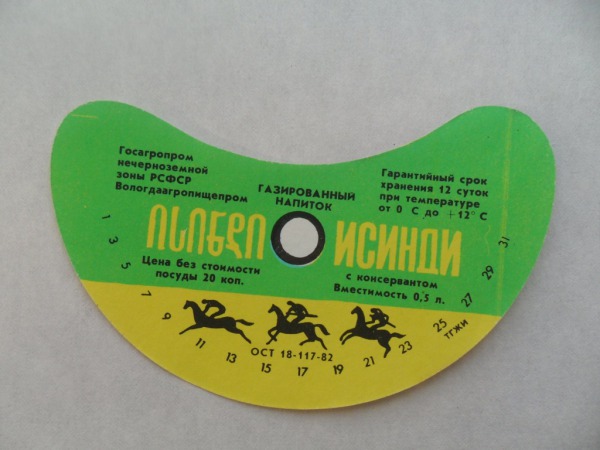 Госагропром
нечерноземной
зоны РСФСР
Вологдаагропищепром
ГАЗИРОВАННЫЙ
НАПИТОК
Гарантийный срок
хранения 12 суток
при температуре
от 0 С до +12° С
ისინდი ИСИНДИ
Цена без стоимости
посуды 20 коп.
с консервантом
Вместимость 0,5 л.
1 3 5 7 9 11 13 15 17 19 21 23 25 27 29 31
ТГЖИ
ОСТ 18-117-82